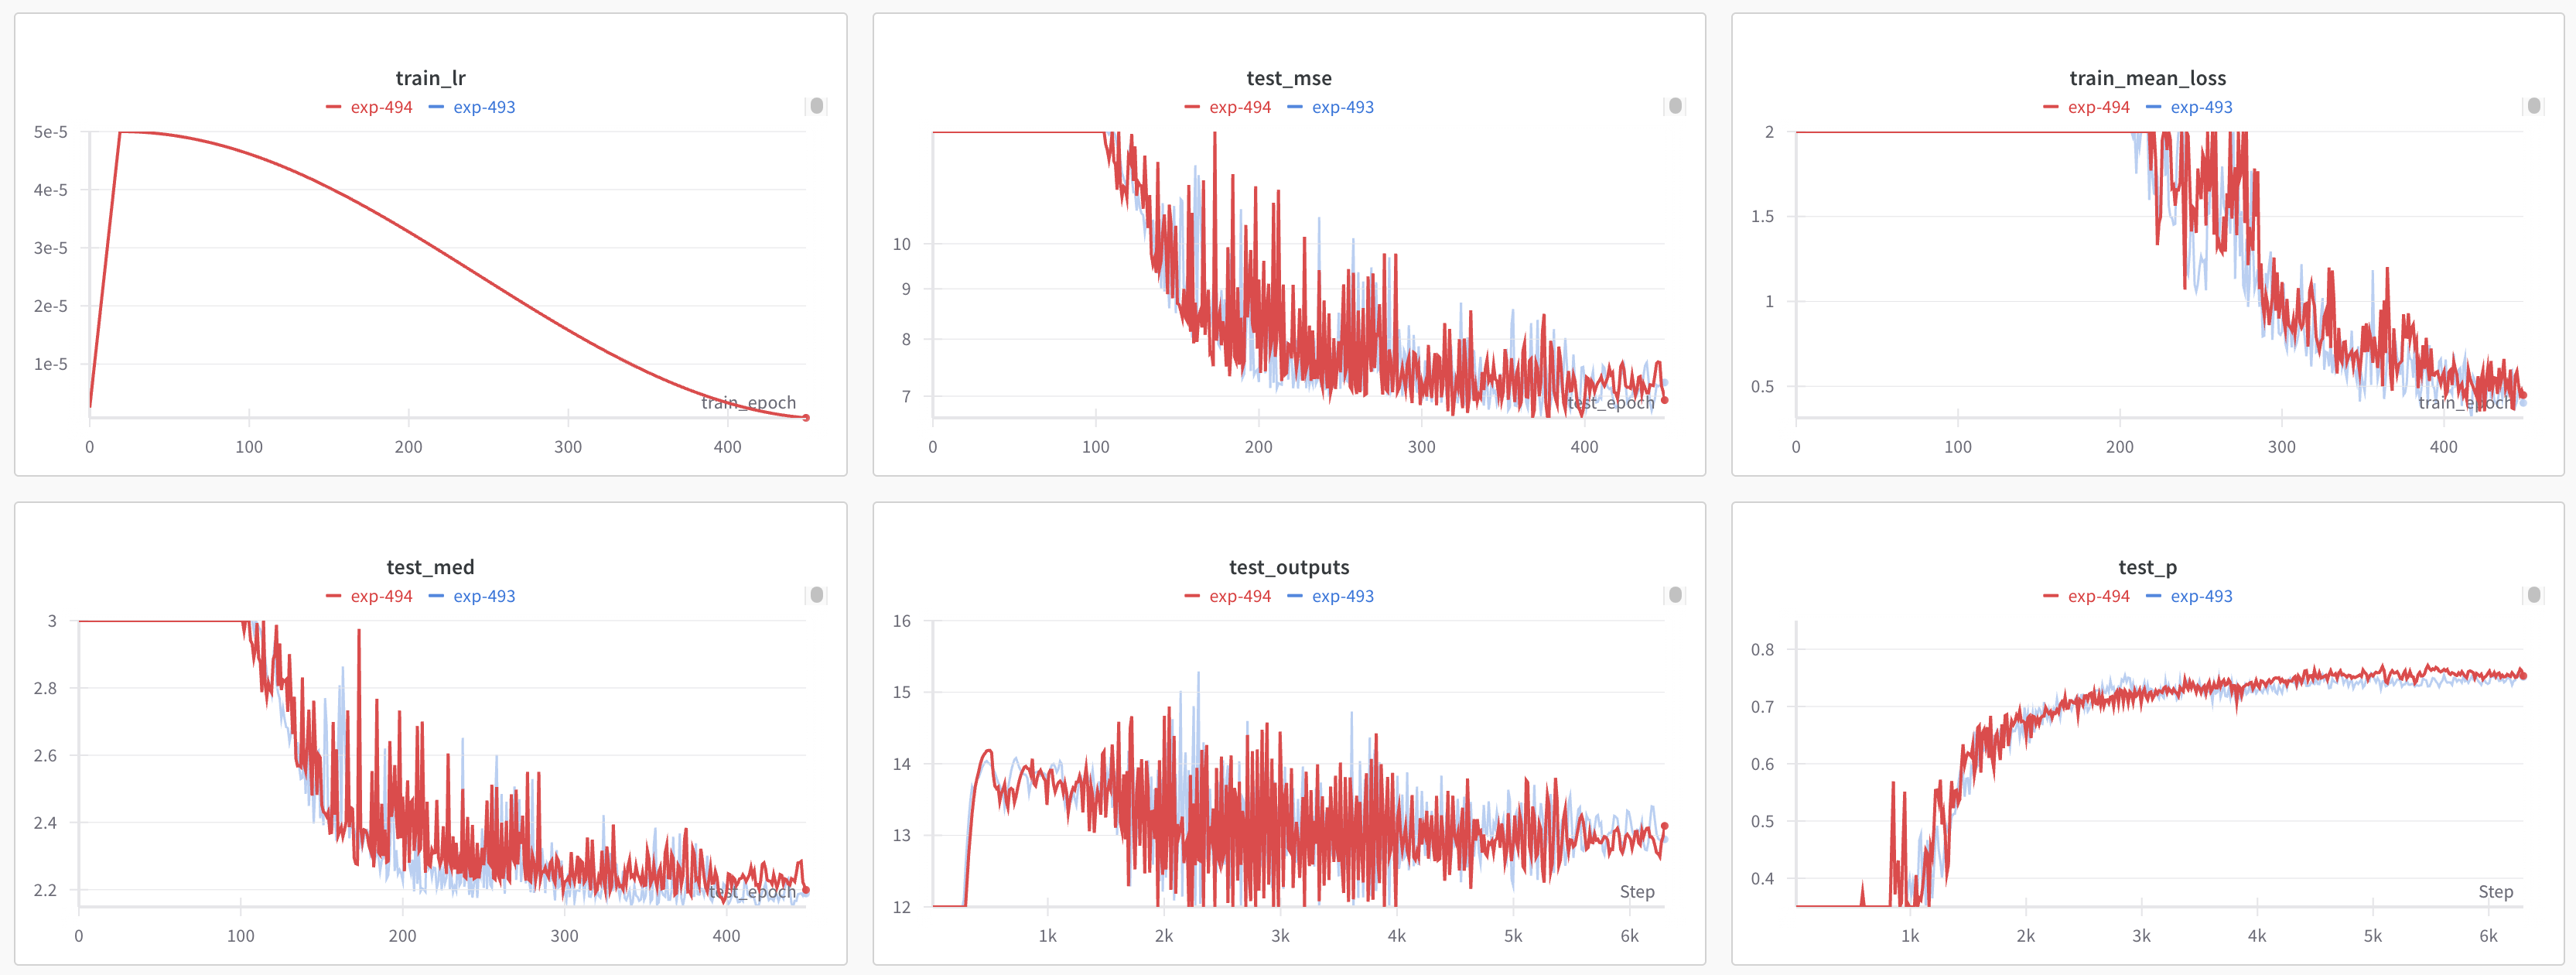 train_lr
exp-494 exp-493
5e-5
4e-5
3e-5
2e-5
1e-5
train_epoch
0 100 200 300 400
test_mse
exp-494 exp-493
10
9
8
7
test_epoch
0 100 200 300 400
train_mean_loss
exp-494 exp-493
2
1.5
1
0.5
train_epoch
0 100 200 300 400
test_med
exp-494 exp-493
3
2.8
2.6
2.4
2.2
test_epoch
0 100 200 300 400
test_outputs
exp-494 exp-493
16
15
14
13
12
Step
1k 2k 3k 4k 5k 6k
test_p
exp-494 exp-493
0.8
0.7
0.6
0.5
0.4
Step
1k 2k 3k 4k 5k 6k